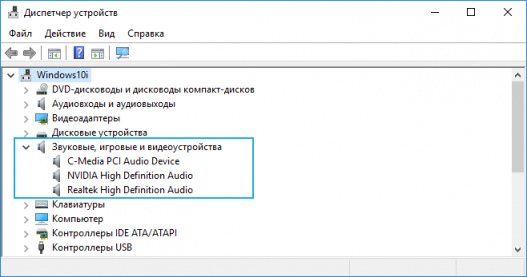 Диспетчер устройств
Файл Действие Вид Справка
Windows10i
DVD-дисководы и дисководы компакт-дисков
Аудиовходы и аудиовыходы
Видеоадаптеры
Дисковые устройства
Звуковые, игровые и видеоустройства
C-Media PCI Audio Device
NVIDIA High Definition Audio
Realtek High Definition Audio
Клавиатуры
Компьютер
Контроллеры IDE ATA/ATAPI
Контроллеры USB